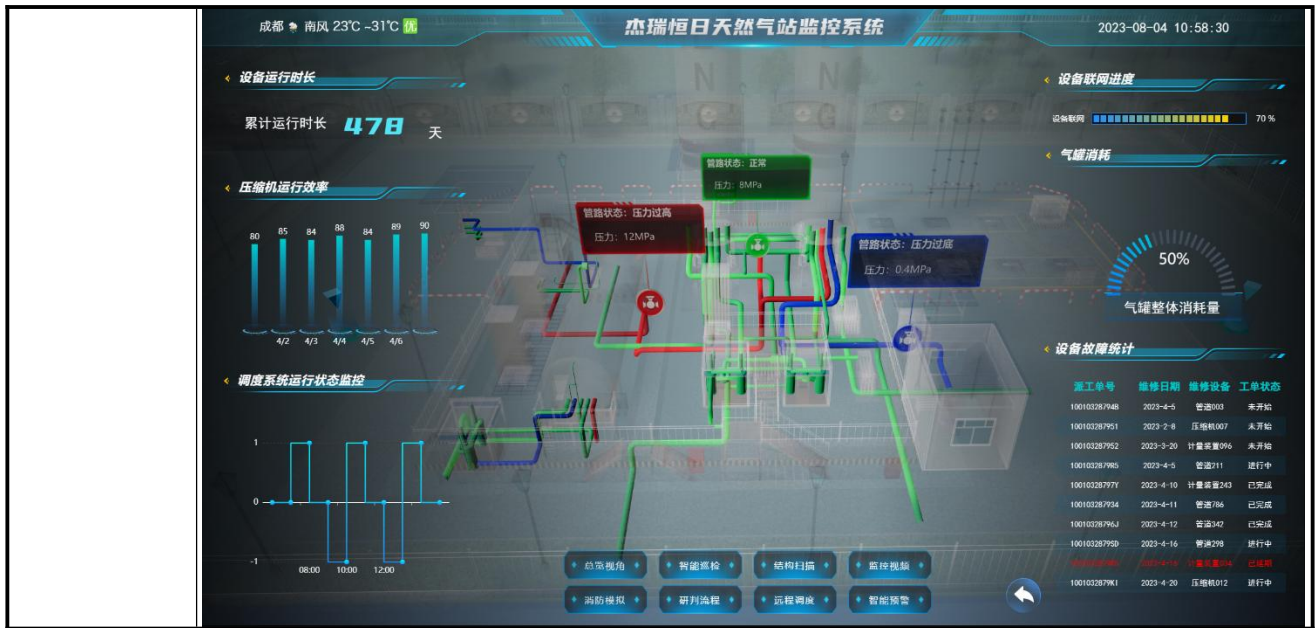 成都 南风 23℃~31℃ 优
杰瑞恒日天然气站监控系统
2023-08-04 10:58:30
设备运行时长
累计运行时长 478 天
压缩机运行效率
80 85 84 88 84 89 90
4/2 4/3 4/4 4/5 4/6
调度系统运行状态监控
1
0
-1
08:00 10:00 12:00
管路状态：正常
压力：8MPa
管路状态：压力过高
压力：12MPa
管路状态：压力过底
压力：0.4MPa
N N
G G
总览视角 智能巡检 结构扫描 监控视频
消防模拟 研判流程 远程调度 智能预警
设备联网进度
设备联网 70 %
气罐消耗
50%
气罐整体消耗量
设备故障统计
派工单号 维修日期 维修设备 工单状态
10010328794B 2023-4-5 管道003 未开始
100103287951 2023-2-8 压缩机007 未开始
100103287952 2023-3-20 计量装置096 未开始
1001032879R5 2023-4-5 管道211 进行中
10010328797Y 2023-4-10 计量装置243 已完成
100103287934 2023-4-11 管道786 已完成
10010328796J 2023-4-12 管道342 已完成
10010328795D 2023-4-16 管道298 进行中
1001032879KI 2023-4-20 压缩机012 进行中